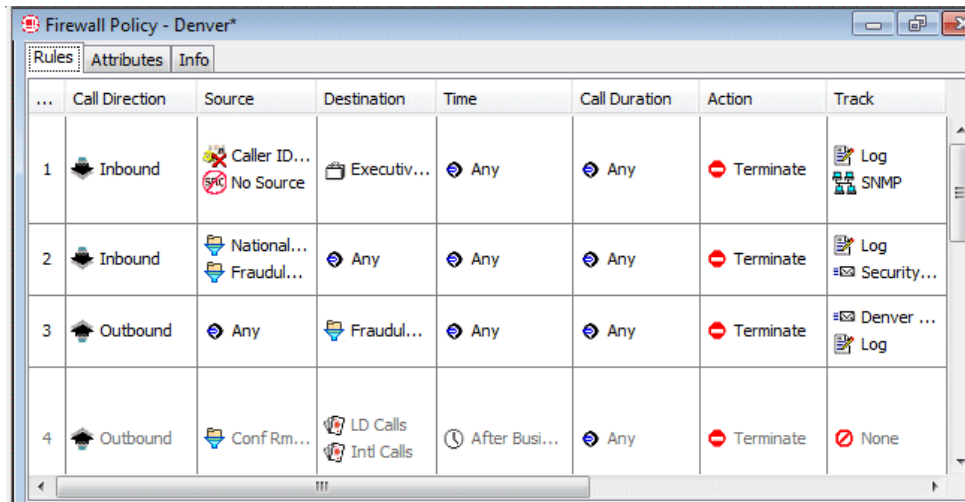 Firewall Policy - Denver*
Rules Attributes Info
... Call Direction Source Destination Time Call Duration Action Track
1 Inbound Caller ID... No Source Executiv... Any Any Terminate Log SNMP
2 Inbound National... Fraudul... Any Any Any Terminate Log Security...
3 Outbound Any Fraudul... Any Any Terminate Denver ... Log
4 Outbound Conf Rm... LD Calls Intl Calls After Busi... Any Terminate None